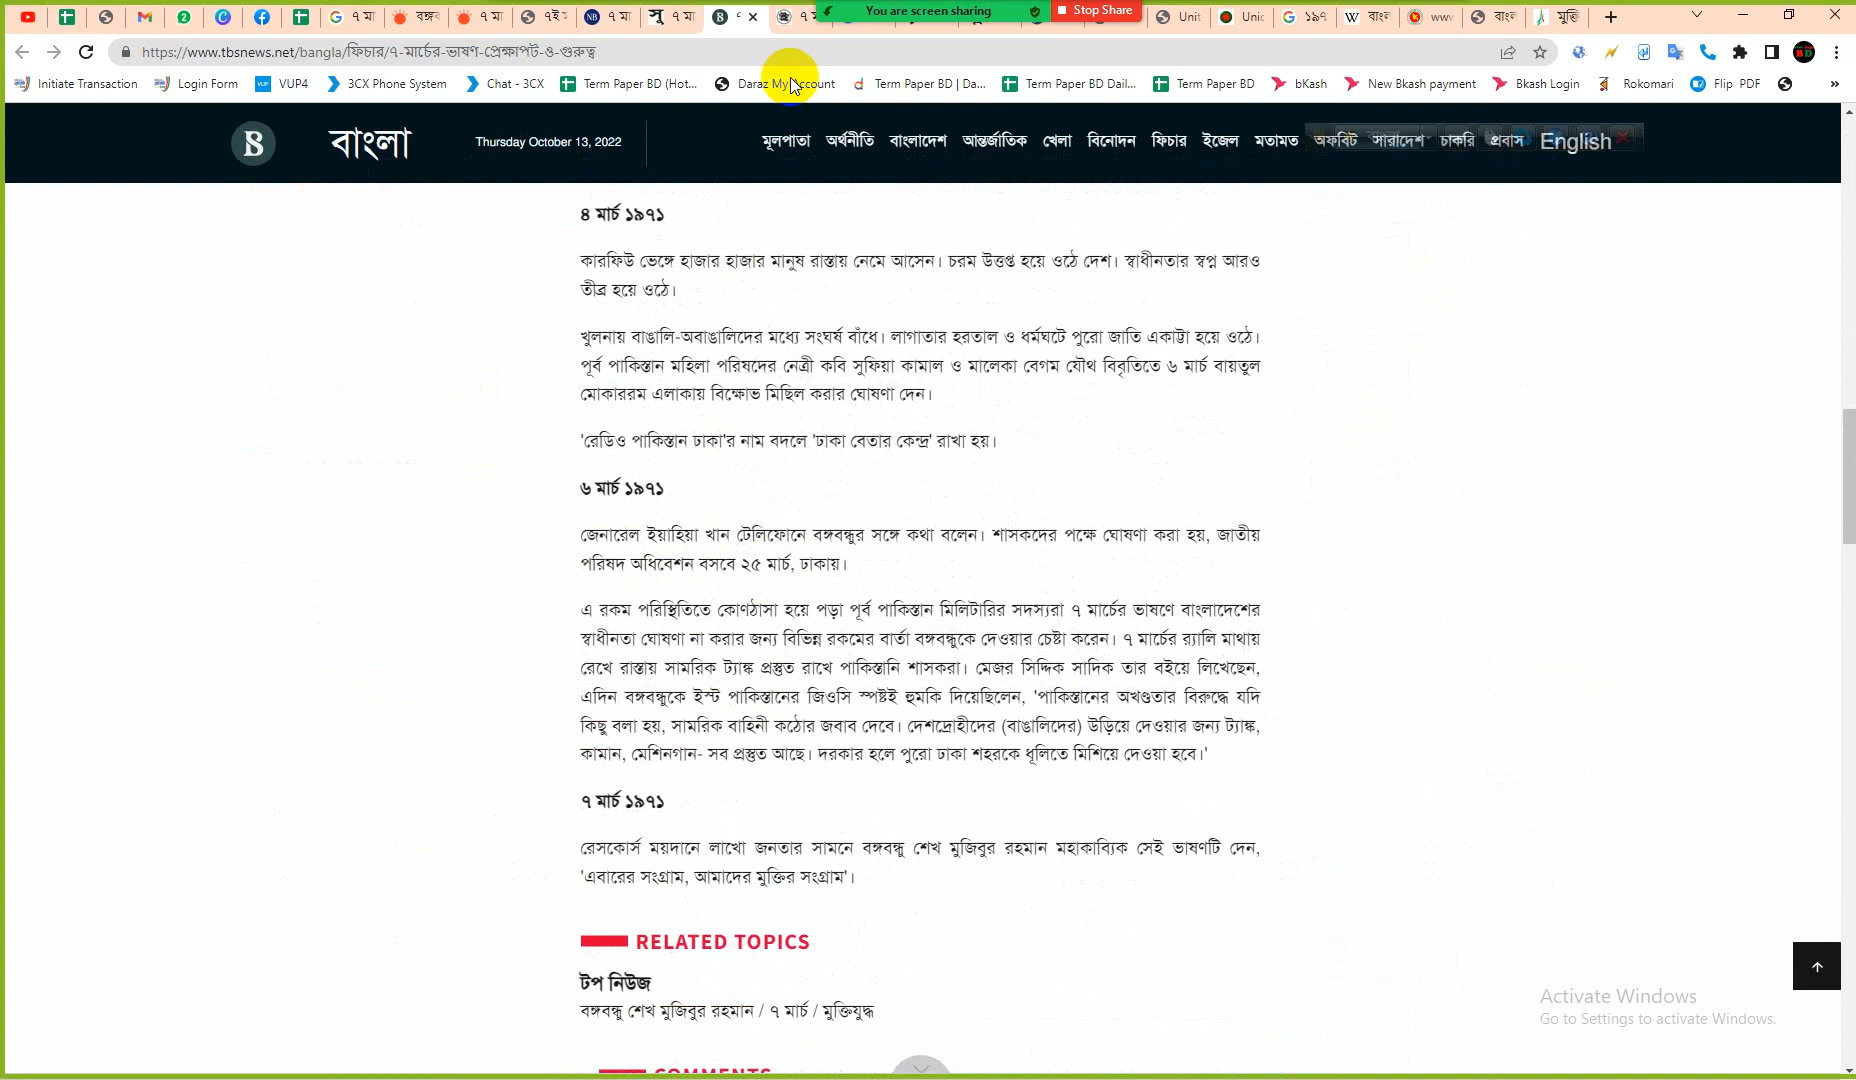 You are screen sharing
Stop Share
https://www.tbsnews.net/bangla/ফিচার/৭-মার্চের-ভাষণ-প্রেক্ষাপট-ও-গুরুত্ব
Initiate Transaction
Login Form
VUP4
3CX Phone System
Chat - 3CX
Term Paper BD (Hot...
Daraz My Account
Term Paper BD | Da...
Term Paper BD Dail...
Term Paper BD
bKash
New Bkash payment
Bkash Login
Rokomari
Flip PDF
B
বাংলা
Thursday October 13, 2022
মূলপাতা অর্থনীতি বাংলাদেশ আন্তর্জাতিক খেলা বিনোদন ফিচার ইজেল মতামত অফবিট সারাদেশ চাকরি প্রবাস English
৪ মার্চ ১৯৭১
কারফিউ ভেঙ্গে হাজার হাজার মানুষ রাস্তায় নেমে আসেন। চরম উত্তপ্ত হয়ে ওঠে দেশ। স্বাধীনতার স্বপ্ন আরও
তীব্র হয়ে ওঠে।
খুলনায় বাঙালি-অবাঙালিদের মধ্যে সংঘর্ষ বাঁধে। লাগাতার হরতাল ও ধর্মঘটে পুরো জাতি একাট্টা হয়ে ওঠে।
পূর্ব পাকিস্তান মহিলা পরিষদের নেত্রী কবি সুফিয়া কামাল ও মালেকা বেগম যৌথ বিবৃতিতে ৬ মার্চ বায়তুল
মোকাররম এলাকায় বিক্ষোভ মিছিল করার ঘোষণা দেন।
'রেডিও পাকিস্তান ঢাকা'র নাম বদলে 'ঢাকা বেতার কেন্দ্র' রাখা হয়।
৬ মার্চ ১৯৭১
জেনারেল ইয়াহিয়া খান টেলিফোনে বঙ্গবন্ধুর সঙ্গে কথা বলেন। শাসকদের পক্ষে ঘোষণা করা হয়, জাতীয়
পরিষদ অধিবেশন বসবে ২৫ মার্চ, ঢাকায়।
এ রকম পরিস্থিতিতে কোণঠাসা হয়ে পড়া পূর্ব পাকিস্তান মিলিটারির সদস্যরা ৭ মার্চের ভাষণে বাংলাদেশের
স্বাধীনতা ঘোষণা না করার জন্য বিভিন্ন রকমের বার্তা বঙ্গবন্ধুকে দেওয়ার চেষ্টা করেন। ৭ মার্চের র‍্যালি মাথায়
রেখে রাস্তায় সামরিক ট্যাঙ্ক প্রস্তুত রাখে পাকিস্তানি শাসকরা। মেজর সিদ্দিক সাদিক তার বইয়ে লিখেছেন,
এদিন বঙ্গবন্ধুকে ইস্ট পাকিস্তানের জিওসি স্পষ্টই হুমকি দিয়েছিলেন, 'পাকিস্তানের অখণ্ডতার বিরুদ্ধে যদি
কিছু বলা হয়, সামরিক বাহিনী কঠোর জবাব দেবে। দেশদ্রোহীদের (বাঙালিদের) উড়িয়ে দেওয়ার জন্য ট্যাঙ্ক,
কামান, মেশিনগান- সব প্রস্তুত আছে। দরকার হলে পুরো ঢাকা শহরকে ধূলিতে মিশিয়ে দেওয়া হবে।'
৭ মার্চ ১৯৭১
রেসকোর্স ময়দানে লাখো জনতার সামনে বঙ্গবন্ধু শেখ মুজিবুর রহমান মহাকাব্যিক সেই ভাষণটি দেন,
'এবারের সংগ্রাম, আমাদের মুক্তির সংগ্রাম'।
RELATED TOPICS
টপ নিউজ
বঙ্গবন্ধু শেখ মুজিবুর রহমান / ৭ মার্চ / মুক্তিযুদ্ধ
COMMENTS
Activate Windows
Go to Settings to activate Windows.